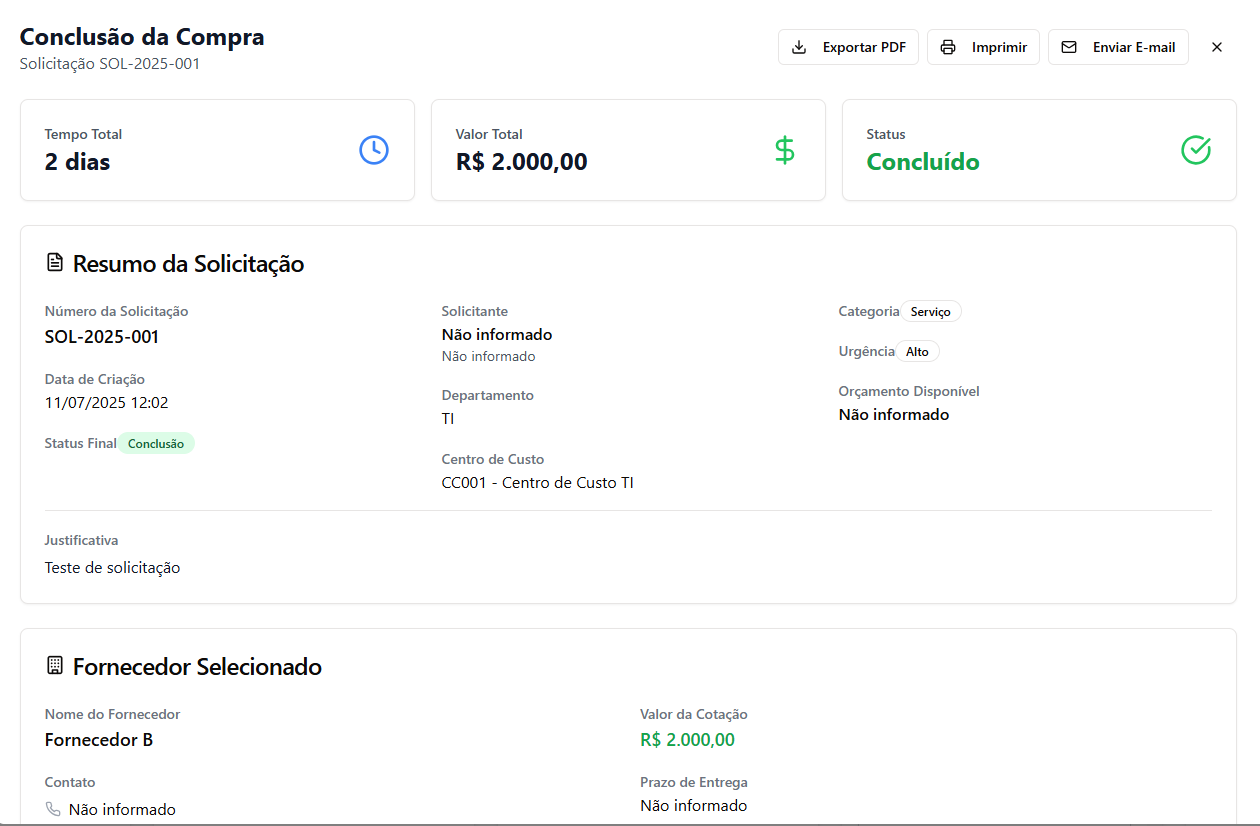 Conclusão da Compra
Solicitação SOL-2025-001
Exportar PDF
Imprimir
Enviar E-mail
Tempo Total
2 dias
Valor Total
R$ 2.000,00
Status
Concluído
Resumo da Solicitação
Número da Solicitação
SOL-2025-001
Data de Criação
11/07/2025 12:02
Status Final Conclusão
Solicitante
Não informado
Não informado
Departamento
TI
Centro de Custo
CC001 - Centro de Custo TI
Categoria Serviço
Urgência Alto
Orçamento Disponível
Não informado
Justificativa
Teste de solicitação
Fornecedor Selecionado
Nome do Fornecedor
Fornecedor B
Contato
Não informado
Valor da Cotação
R$ 2.000,00
Prazo de Entrega
Não informado